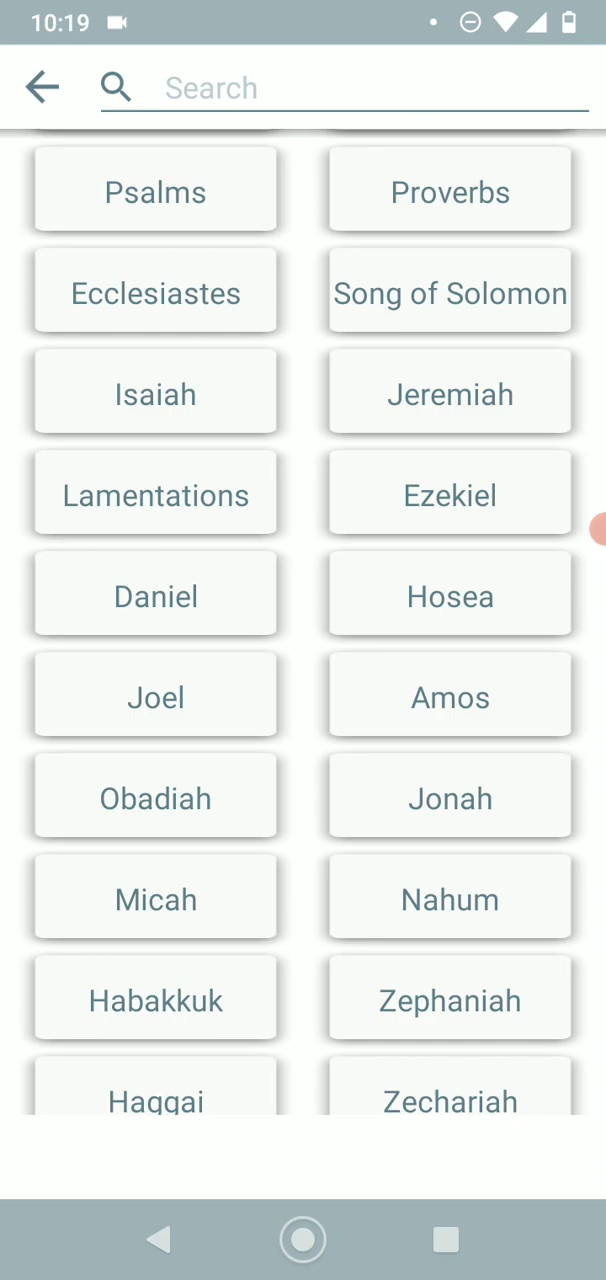 10:19
Search
Psalms Proverbs
Ecclesiastes Song of Solomon
Isaiah Jeremiah
Lamentations Ezekiel
Daniel Hosea
Joel Amos
Obadiah Jonah
Micah Nahum
Habakkuk Zephaniah
Haggai Zechariah